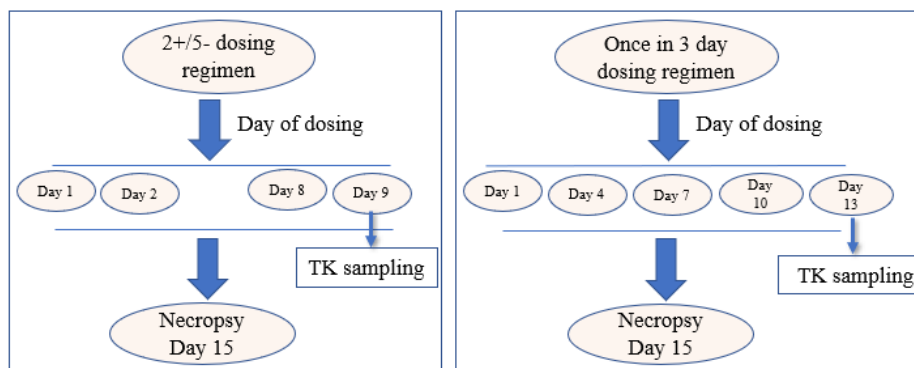 2+/5- dosing
regimen
Day of dosing
Day 1
Day 2
Day 8
Day 9
TK sampling
Necropsy
Day 15
Once in 3 day
dosing regimen
Day of dosing
Day 1
Day 4
Day 7
Day
10
Day
13
TK sampling
Necropsy
Day 15